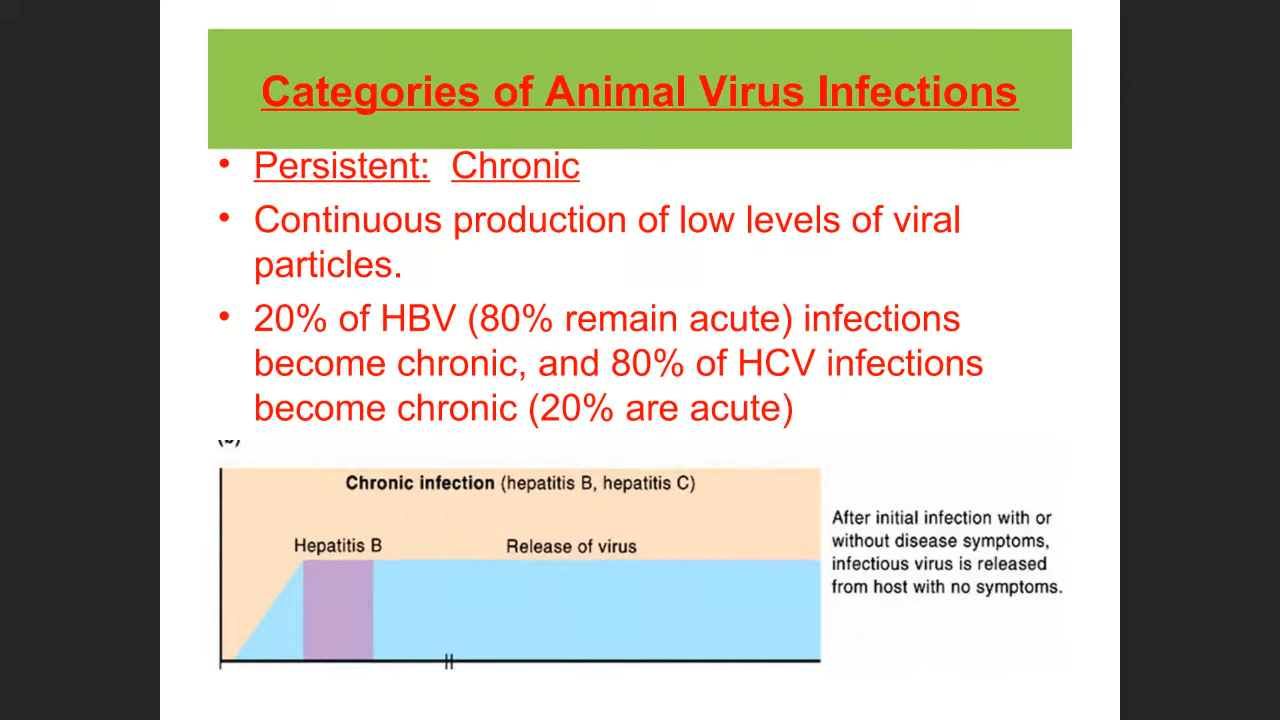 Categories of Animal Virus Infections
• Persistent: Chronic
• Continuous production of low levels of viral
particles.
• 20% of HBV (80% remain acute) infections
become chronic, and 80% of HCV infections
become chronic (20% are acute)
Chronic infection (hepatitis B, hepatitis C)
Hepatitis B
Release of virus
After initial infection with or
without disease symptoms,
infectious virus is released
from host with no symptoms.